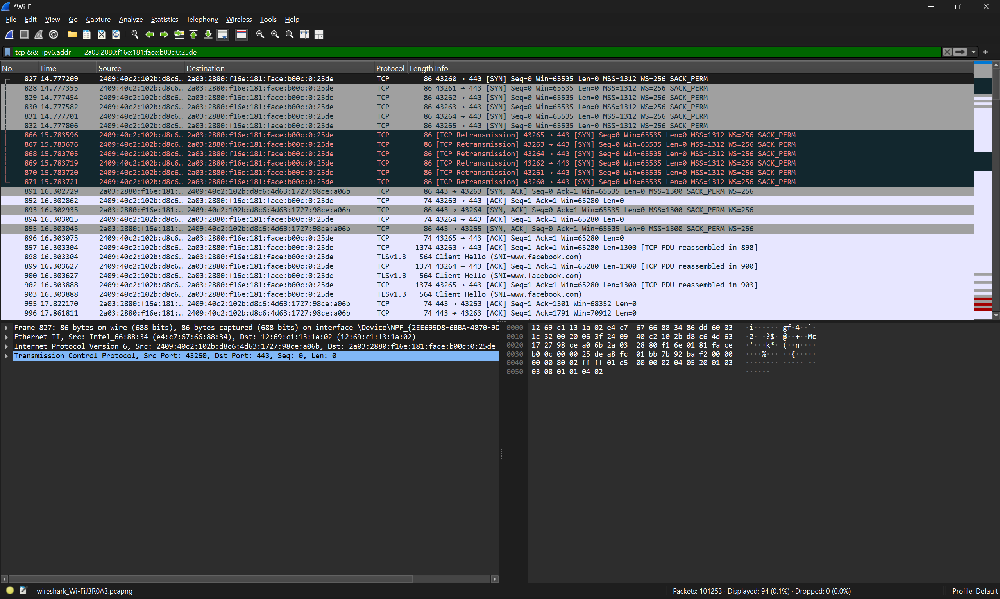 *Wi-Fi
File Edit View Go Capture Analyze Statistics Telephony Wireless Tools Help
tcp && ipv6.addr == 2a03:2880:f16e:181:face:b00c:0:25de
No. Time Source Destination Protocol Length Info
827 14.777209 2409:40c2:102b:d8c6… 2a03:2880:f16e:181:face:b00c:0:25de TCP 86 43260 → 443 [SYN] Seq=0 Win=65535 Len=0 MSS=1312 WS=256 SACK_PERM
828 14.777355 2409:40c2:102b:d8c6… 2a03:2880:f16e:181:face:b00c:0:25de TCP 86 43261 → 443 [SYN] Seq=0 Win=65535 Len=0 MSS=1312 WS=256 SACK_PERM
829 14.777454 2409:40c2:102b:d8c6… 2a03:2880:f16e:181:face:b00c:0:25de TCP 86 43262 → 443 [SYN] Seq=0 Win=65535 Len=0 MSS=1312 WS=256 SACK_PERM
830 14.777582 2409:40c2:102b:d8c6… 2a03:2880:f16e:181:face:b00c:0:25de TCP 86 43263 → 443 [SYN] Seq=0 Win=65535 Len=0 MSS=1312 WS=256 SACK_PERM
831 14.777701 2409:40c2:102b:d8c6… 2a03:2880:f16e:181:face:b00c:0:25de TCP 86 43264 → 443 [SYN] Seq=0 Win=65535 Len=0 MSS=1312 WS=256 SACK_PERM
832 14.777806 2409:40c2:102b:d8c6… 2a03:2880:f16e:181:face:b00c:0:25de TCP 86 43265 → 443 [SYN] Seq=0 Win=65535 Len=0 MSS=1312 WS=256 SACK_PERM
866 15.783596 2409:40c2:102b:d8c6… 2a03:2880:f16e:181:face:b00c:0:25de TCP 86 [TCP Retransmission] 43265 → 443 [SYN] Seq=0 Win=65535 Len=0 MSS=1312 WS=256 SACK_PERM
867 15.783676 2409:40c2:102b:d8c6… 2a03:2880:f16e:181:face:b00c:0:25de TCP 86 [TCP Retransmission] 43263 → 443 [SYN] Seq=0 Win=65535 Len=0 MSS=1312 WS=256 SACK_PERM
868 15.783705 2409:40c2:102b:d8c6… 2a03:2880:f16e:181:face:b00c:0:25de TCP 86 [TCP Retransmission] 43264 → 443 [SYN] Seq=0 Win=65535 Len=0 MSS=1312 WS=256 SACK_PERM
869 15.783719 2409:40c2:102b:d8c6… 2a03:2880:f16e:181:face:b00c:0:25de TCP 86 [TCP Retransmission] 43262 → 443 [SYN] Seq=0 Win=65535 Len=0 MSS=1312 WS=256 SACK_PERM
870 15.783720 2409:40c2:102b:d8c6… 2a03:2880:f16e:181:face:b00c:0:25de TCP 86 [TCP Retransmission] 43261 → 443 [SYN] Seq=0 Win=65535 Len=0 MSS=1312 WS=256 SACK_PERM
871 15.783721 2409:40c2:102b:d8c6… 2a03:2880:f16e:181:face:b00c:0:25de TCP 86 [TCP Retransmission] 43260 → 443 [SYN] Seq=0 Win=65535 Len=0 MSS=1312 WS=256 SACK_PERM
891 16.302729 2a03:2880:f16e:181:… 2409:40c2:102b:d8c6:4d63:1727:98ce:a06b TCP 86 443 → 43263 [SYN, ACK] Seq=0 Ack=1 Win=65535 Len=0 MSS=1300 SACK_PERM WS=256
892 16.302862 2409:40c2:102b:d8c6… 2a03:2880:f16e:181:face:b00c:0:25de TCP 74 43263 → 443 [ACK] Seq=1 Ack=1 Win=65280 Len=0
893 16.302935 2a03:2880:f16e:181:… 2409:40c2:102b:d8c6:4d63:1727:98ce:a06b TCP 86 443 → 43264 [SYN, ACK] Seq=0 Ack=1 Win=65535 Len=0 MSS=1300 SACK_PERM WS=256
894 16.303015 2409:40c2:102b:d8c6… 2a03:2880:f16e:181:face:b00c:0:25de TCP 74 43264 → 443 [ACK] Seq=1 Ack=1 Win=65280 Len=0
895 16.303045 2a03:2880:f16e:181:… 2409:40c2:102b:d8c6:4d63:1727:98ce:a06b TCP 86 443 → 43265 [SYN, ACK] Seq=0 Ack=1 Win=65535 Len=0 MSS=1300 SACK_PERM WS=256
896 16.303075 2409:40c2:102b:d8c6… 2a03:2880:f16e:181:face:b00c:0:25de TCP 74 43265 → 443 [ACK] Seq=1 Ack=1 Win=65280 Len=0
897 16.303304 2409:40c2:102b:d8c6… 2a03:2880:f16e:181:face:b00c:0:25de TCP 1374 43263 → 443 [ACK] Seq=1 Ack=1 Win=65280 Len=1300 [TCP PDU reassembled in 898]
898 16.303304 2409:40c2:102b:d8c6… 2a03:2880:f16e:181:face:b00c:0:25de TLSv1.3 564 Client Hello (SNI=www.facebook.com)
899 16.303627 2409:40c2:102b:d8c6… 2a03:2880:f16e:181:face:b00c:0:25de TCP 1374 43264 → 443 [ACK] Seq=1 Ack=1 Win=65280 Len=1300 [TCP PDU reassembled in 900]
900 16.303627 2409:40c2:102b:d8c6… 2a03:2880:f16e:181:face:b00c:0:25de TLSv1.3 564 Client Hello (SNI=www.facebook.com)
902 16.303888 2409:40c2:102b:d8c6… 2a03:2880:f16e:181:face:b00c:0:25de TCP 1374 43265 → 443 [ACK] Seq=1 Ack=1 Win=65280 Len=1300 [TCP PDU reassembled in 903]
903 16.303888 2409:40c2:102b:d8c6… 2a03:2880:f16e:181:face:b00c:0:25de TLSv1.3 564 Client Hello (SNI=www.facebook.com)
995 17.822170 2a03:2880:f16e:181:… 2409:40c2:102b:d8c6:4d63:1727:98ce:a06b TCP 74 443 → 43263 [ACK] Seq=1 Ack=1301 Win=68352 Len=0
996 17.861811 2a03:2880:f16e:181:… 2409:40c2:102b:d8c6:4d63:1727:98ce:a06b TCP 74 443 → 43263 [ACK] Seq=1 Ack=1791 Win=70912 Len=0
Frame 827: 86 bytes on wire (688 bits), 86 bytes captured (688 bits) on interface \Device\NPF_{2EE699D8-6BBA-4870-9D
Ethernet II, Src: Intel_66:88:34 (e4:c7:67:66:88:34), Dst: 12:69:c1:13:1a:02 (12:69:c1:13:1a:02)
Internet Protocol Version 6, Src: 2409:40c2:102b:d8c6:4d63:1727:98ce:a06b, Dst: 2a03:2880:f16e:181:face:b00c:0:25de
Transmission Control Protocol, Src Port: 43260, Dst Port: 443, Seq: 0, Len: 0
0000 12 69 c1 13 1a 02 e4 c7 67 66 88 34 86 dd 60 03 ·i······ gf·4··`·
0010 1c 32 00 20 06 3f 24 09 40 c2 10 2b d8 c6 4d 63 ·2· ·?$· @··+··Mc
0020 17 27 98 ce a0 6b 2a 03 28 80 f1 6e 01 81 fa ce ·'···k*· (··n····
0030 b0 0c 00 00 25 de a8 fc 01 bb 7b 92 ba f2 00 00 ····%··· ··{·····
0040 00 00 80 02 ff ff 01 d5 00 00 02 04 05 20 01 03 ········ ····· ··
0050 03 08 01 01 04 02 ······
wireshark_Wi-FiJ3R0A3.pcapng Packets: 101253 · Displayed: 94 (0.1%) · Dropped: 0 (0.0%) Profile: Default